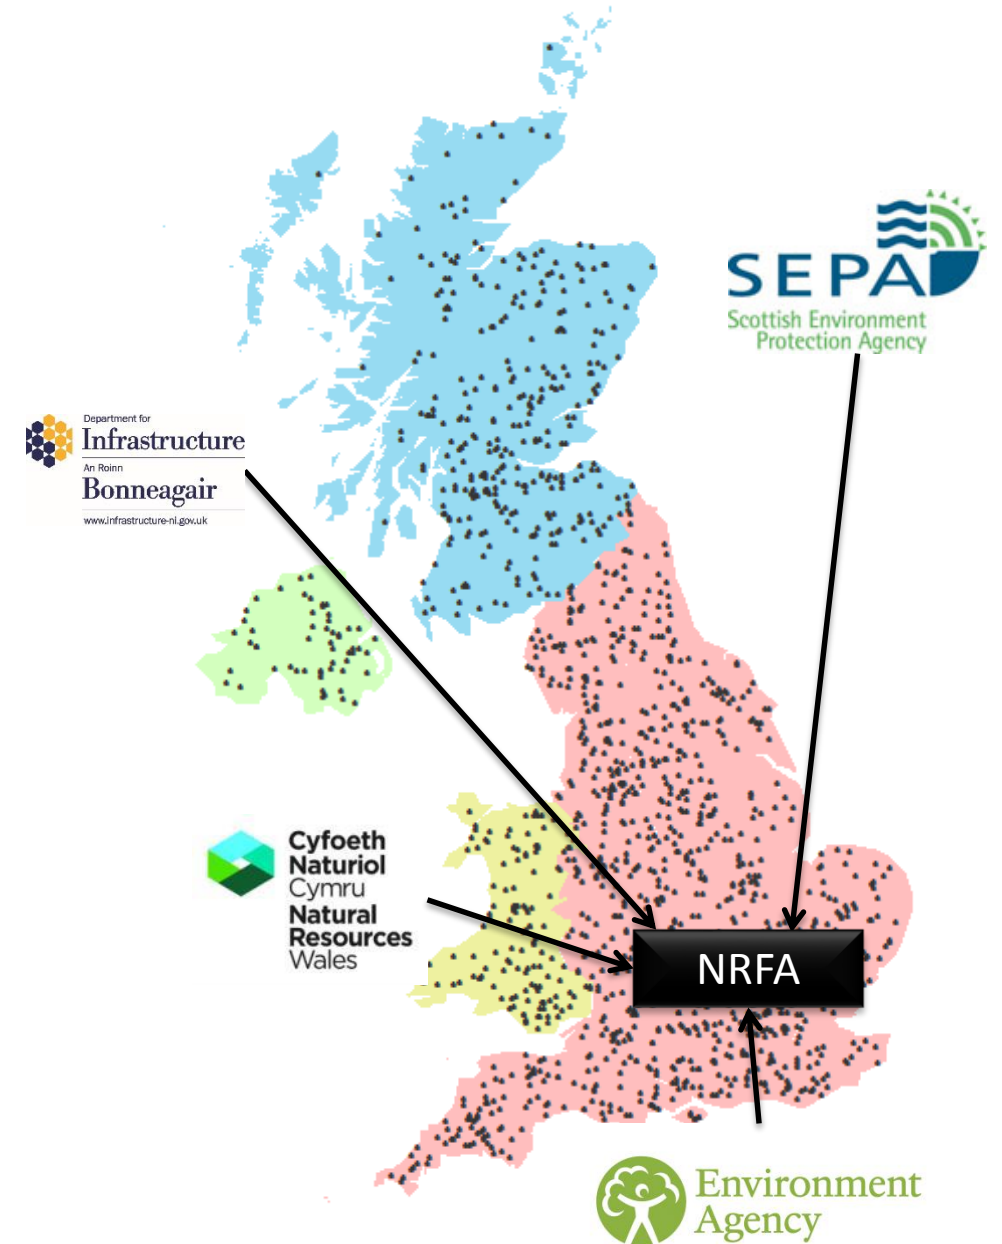 SEPA
Scottish Environment
Protection Agency
Department for
Infrastructure
An Roinn
Bonneagair
www.infrastructure-ni.gov.uk
Cyfoeth
Naturiol
Cymru
Natural
Resources
Wales
NRFA
Environment
Agency